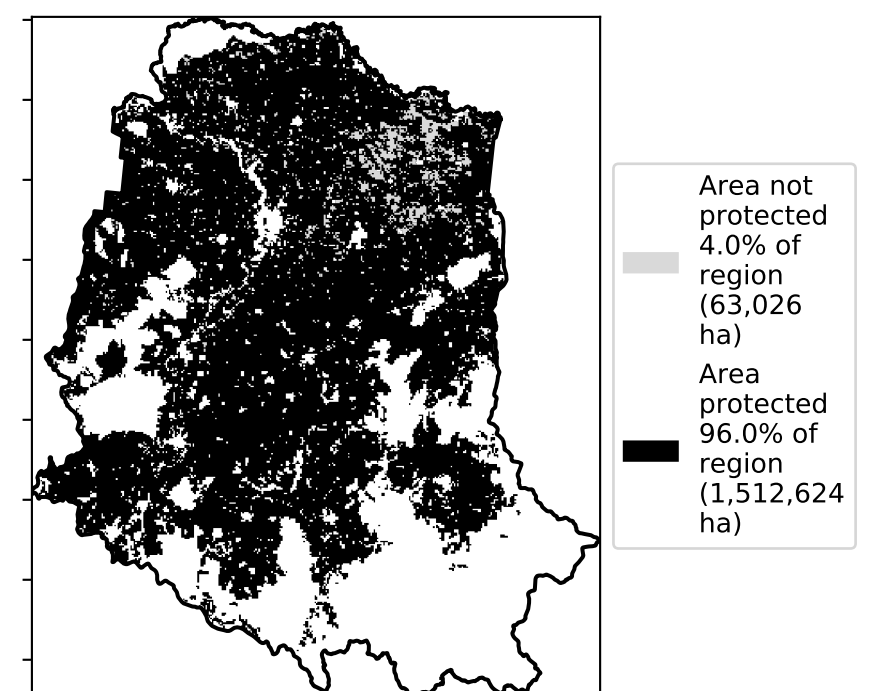 Area not
protected
4.0% of
region
(63,026
ha)
Area
protected
96.0% of
region
(1,512,624
ha)